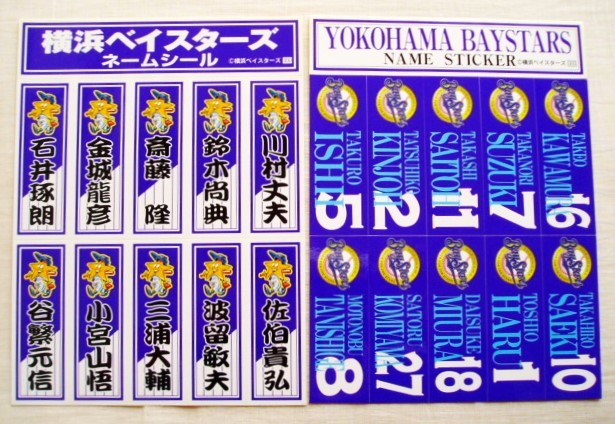 横浜ベイスターズ
ネームシール
©横浜ベイスターズ
石井琢朗
金城龍彦
斎藤 隆
鈴木尚典
川村丈夫
谷繁元信
小宮山悟
三浦大輔
波留敏夫
佐伯貴弘
YOKOHAMA BAYSTARS
NAME STICKER
©横浜ベイスターズ
TAKURO
ISHII
5
TATSUHIKO
KINJOH
2
TAKASHI
SAITOH
11
TAKANORI
SUZUKI
7
TAKEO
KAWAMURA
16
MOTONOBU
TANISHIGE
8
SATORU
KOMIYAMA
27
DAISUKE
MIURA
18
TOSHIO
HARU
1
TAKAHIRO
SAEKI
10